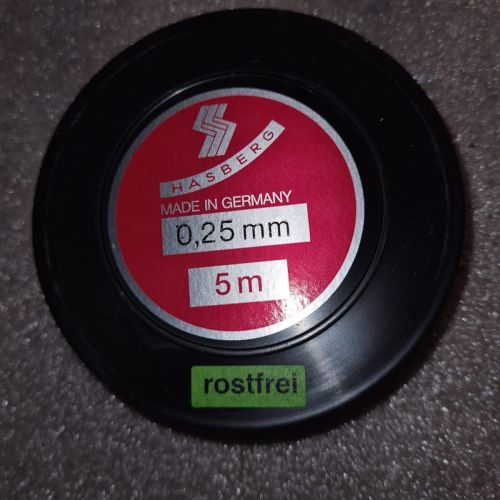 HASBERG
MADE IN GERMANY
0,25 mm
5 m
rostfrei